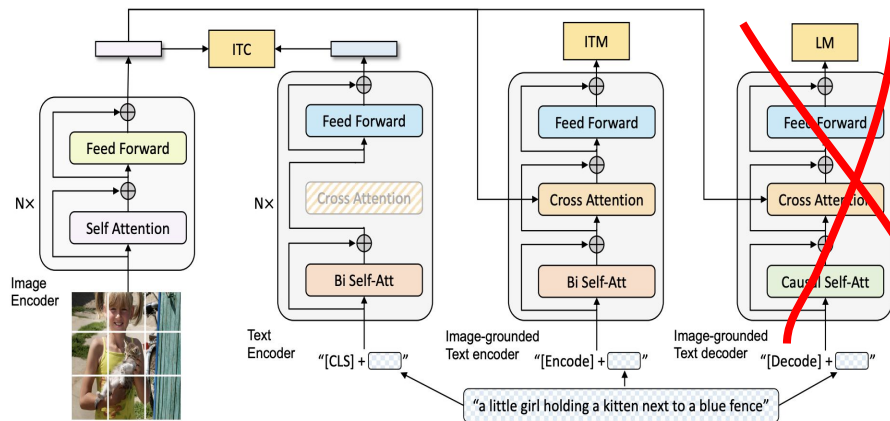 ITC
ITM
LM
Feed Forward
Feed Forward
Feed Forward
Feed Forward
N×
N×
Cross Attention
Cross Attention
Cross Attention
Self Attention
Bi Self-Att
Bi Self-Att
Causal Self-Att
Image
Encoder
Text
Encoder
Image-grounded
Text encoder
Image-grounded
Text decoder
“[CLS] + ”
“[Encode] + ”
“[Decode] + ”
“a little girl holding a kitten next to a blue fence”